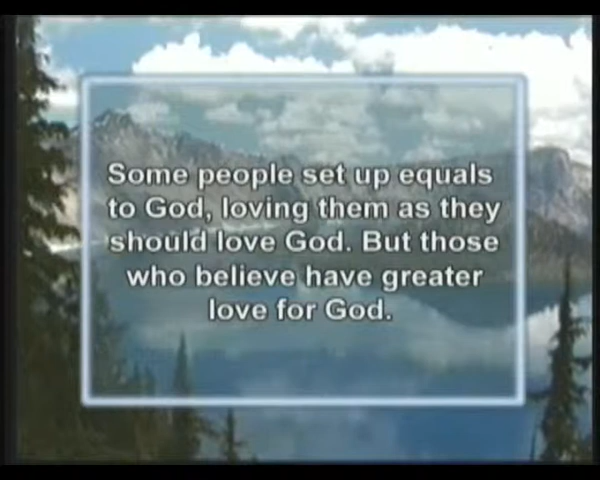 Some people set up equals
to God, loving them as they
should love God. But those
who believe have greater
love for God.